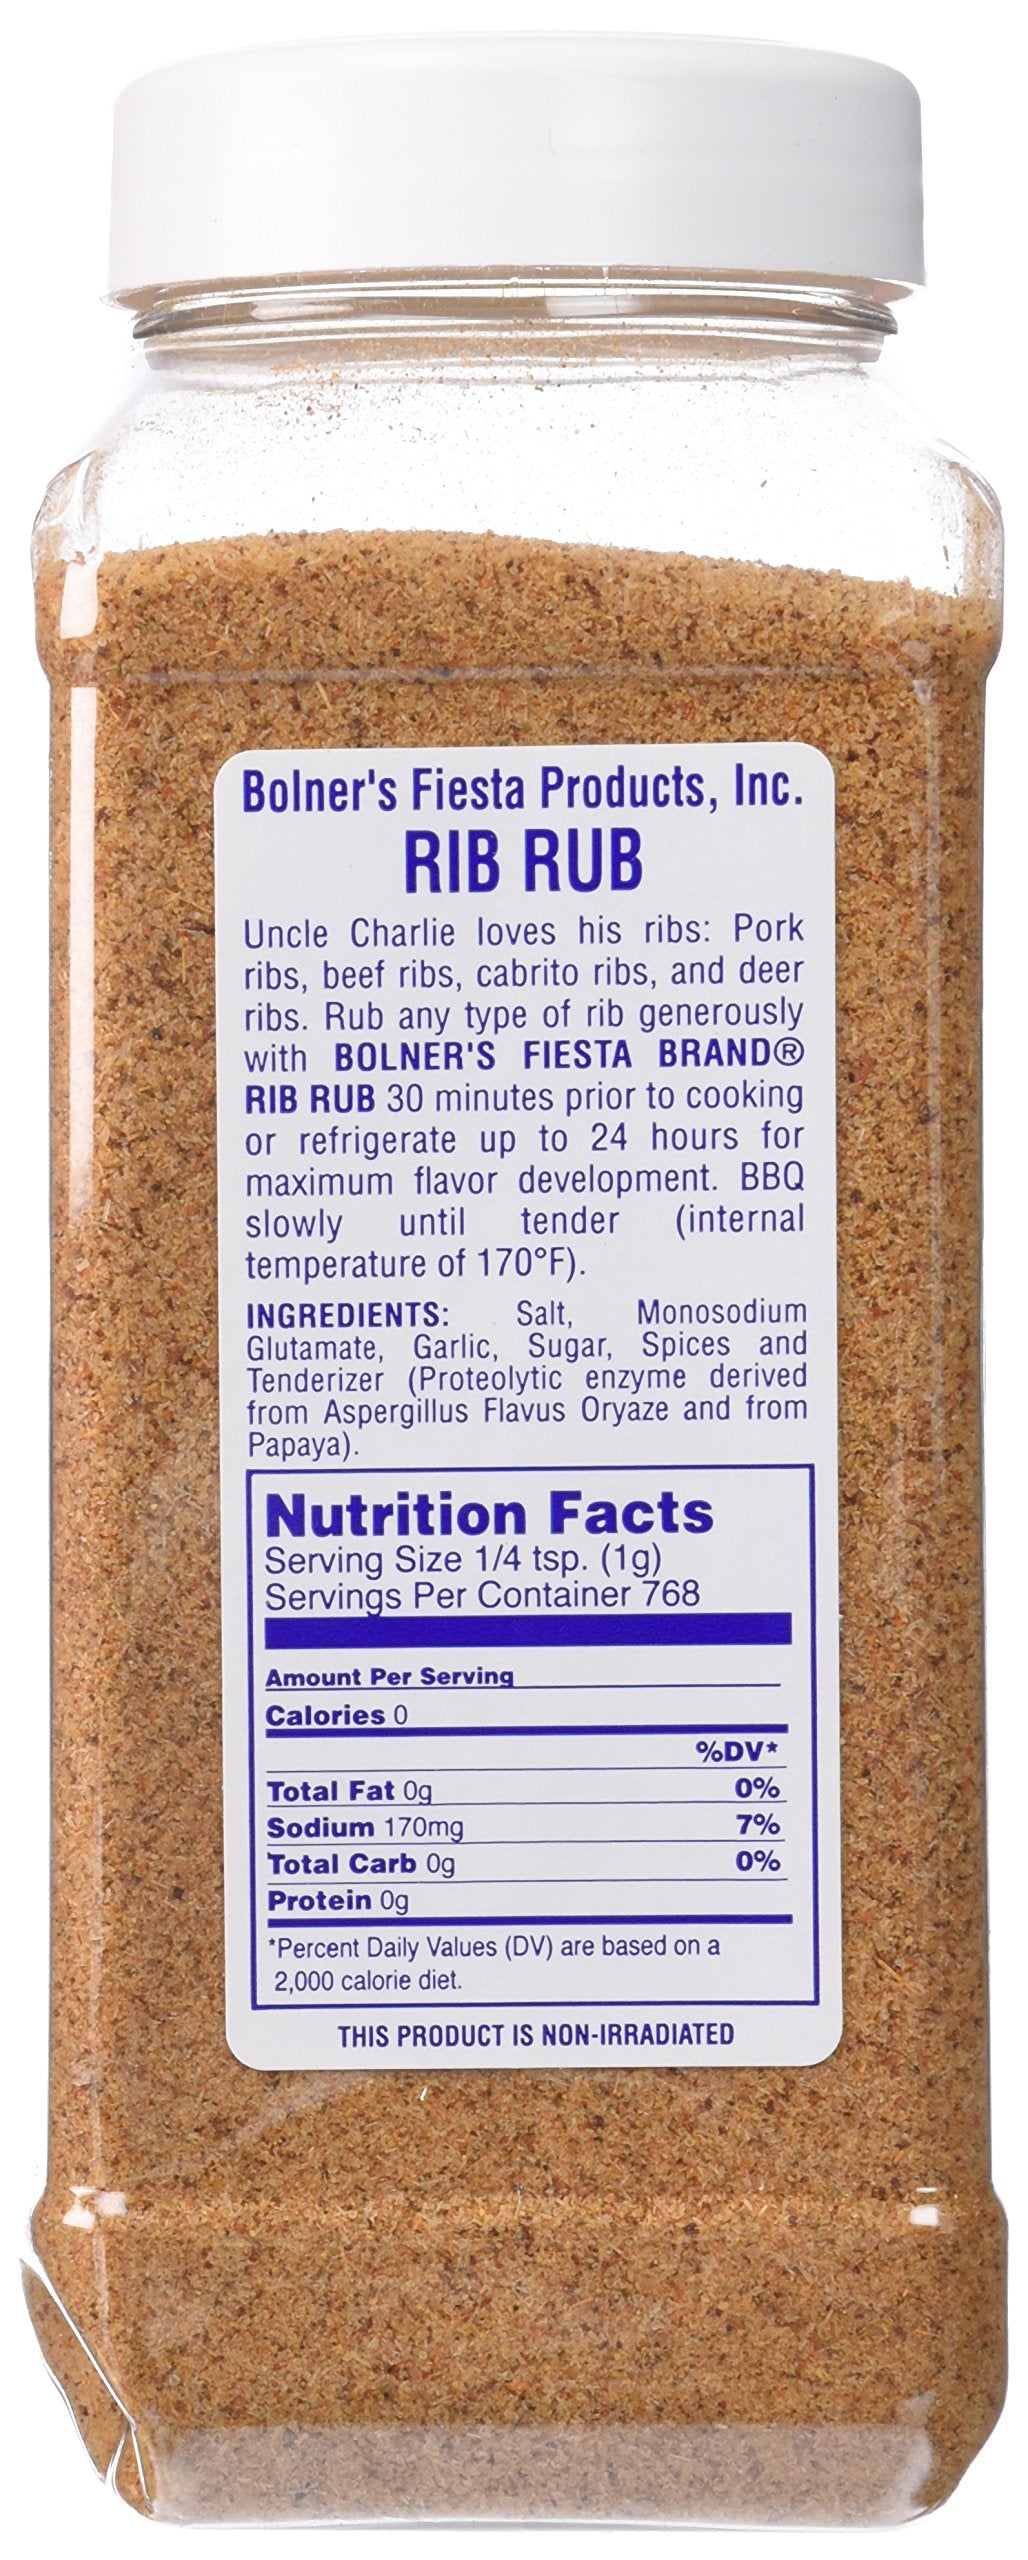 Bolner's Fiesta Products, Inc.
RIB RUB
Uncle Charlie loves his ribs: Pork
ribs, beef ribs, cabrito ribs, and deer
ribs. Rub any type of rib generously
with BOLNER'S FIESTA BRAND®
RIB RUB 30 minutes prior to cooking
or refrigerate up to 24 hours for
maximum flavor development. BBQ
slowly until tender (internal
temperature of 170°F).
INGREDIENTS: Salt, Monosodium
Glutamate, Garlic, Sugar, Spices and
Tenderizer (Proteolytic enzyme derived
from Aspergillus Flavus Oryaze and from
Papaya).
Nutrition Facts
Serving Size 1/4 tsp. (1g)
Servings Per Container 768
Amount Per Serving
Calories 0
%DV*
Total Fat 0g 0%
Sodium 170mg 7%
Total Carb 0g 0%
Protein 0g
*Percent Daily Values (DV) are based on a
2,000 calorie diet.
THIS PRODUCT IS NON-IRRADIATED